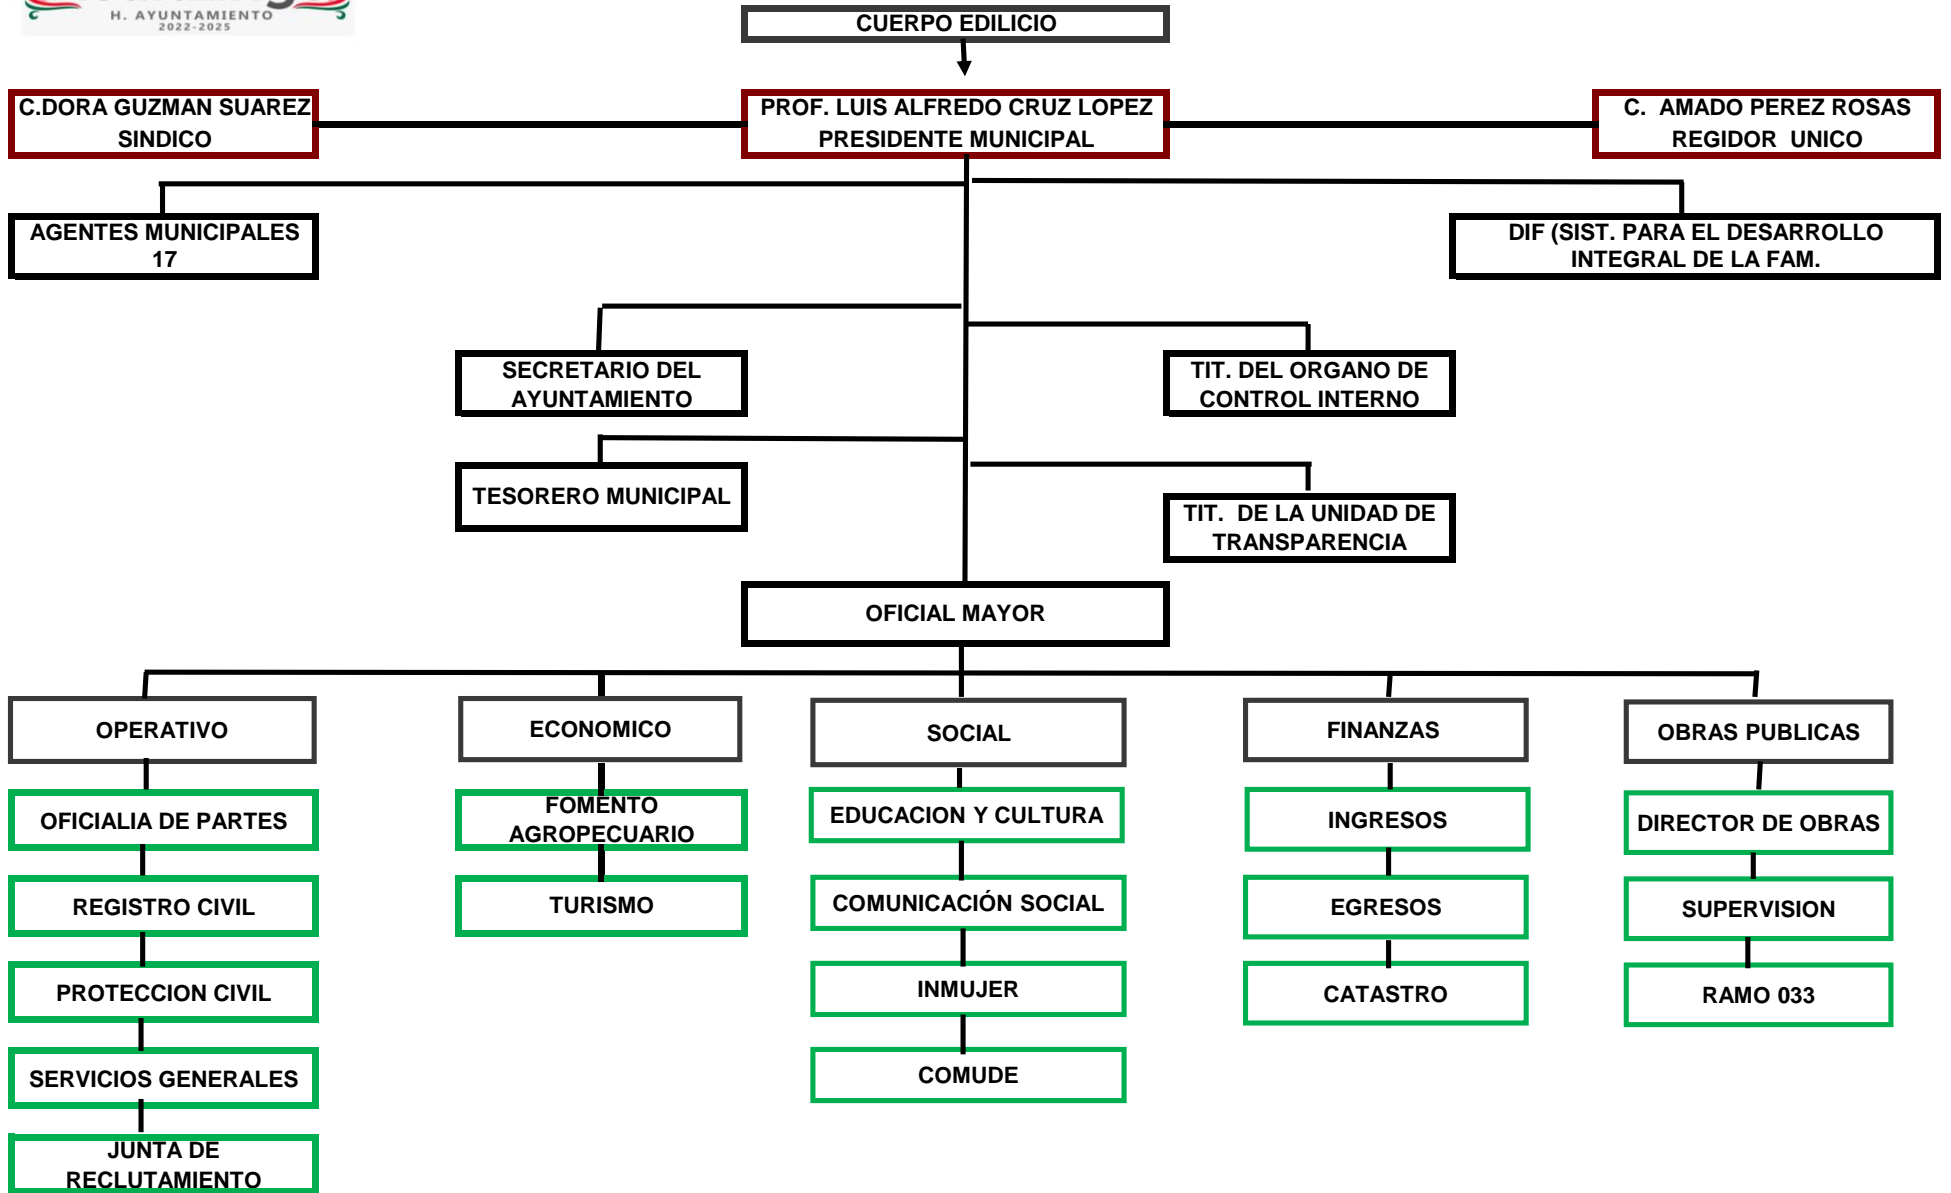 H. AYUNTAMIENTO
2022-2025
CUERPO EDILICIO
C.DORA GUZMAN SUAREZ
SINDICO
PROF. LUIS ALFREDO CRUZ LOPEZ
PRESIDENTE MUNICIPAL
C. AMADO PEREZ ROSAS
REGIDOR UNICO
AGENTES MUNICIPALES
17
DIF (SIST. PARA EL DESARROLLO
INTEGRAL DE LA FAM.
SECRETARIO DEL
AYUNTAMIENTO
TIT. DEL ORGANO DE
CONTROL INTERNO
TESORERO MUNICIPAL
TIT. DE LA UNIDAD DE
TRANSPARENCIA
OFICIAL MAYOR
OPERATIVO
OFICIALIA DE PARTES
REGISTRO CIVIL
PROTECCION CIVIL
SERVICIOS GENERALES
JUNTA DE
RECLUTAMIENTO
ECONOMICO
FOMENTO
AGROPECUARIO
TURISMO
SOCIAL
EDUCACION Y CULTURA
COMUNICACIÓN SOCIAL
INMUJER
COMUDE
FINANZAS
INGRESOS
EGRESOS
CATASTRO
OBRAS PUBLICAS
DIRECTOR DE OBRAS
SUPERVISION
RAMO 033